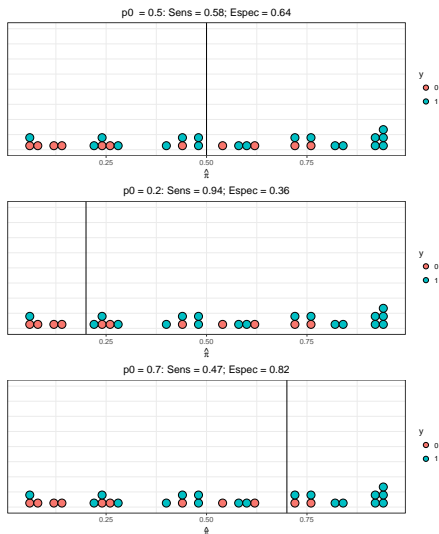 p0 = 0.5: Sens = 0.58; Espec = 0.64
y
0
1
0.25 0.50 0.75
π̂
p0 = 0.2: Sens = 0.94; Espec = 0.36
y
0
1
0.25 0.50 0.75
π̂
p0 = 0.7: Sens = 0.47; Espec = 0.82
y
0
1
0.25 0.50 0.75
π̂